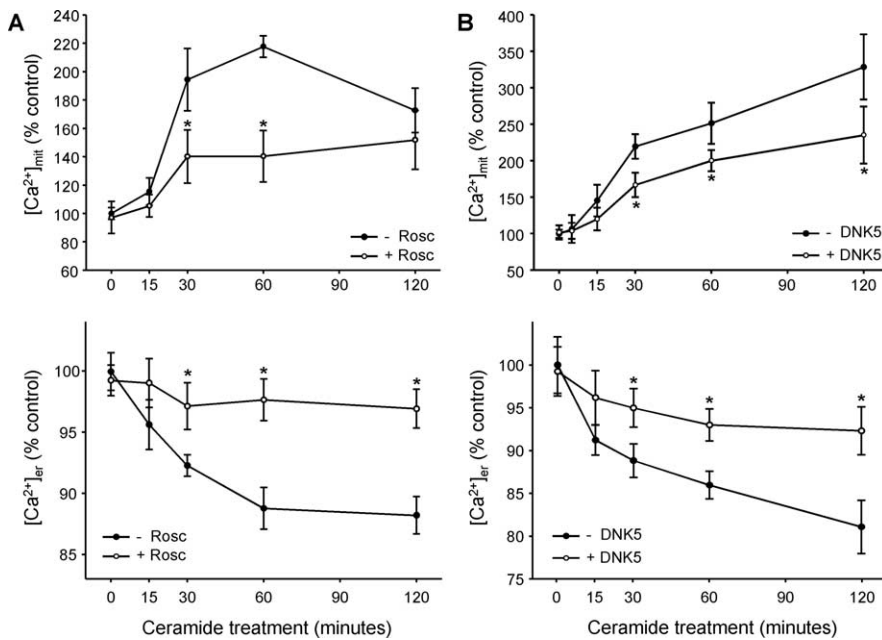 A
[Ca²⁺]mit (% control)
240
220
200
180
160
140
120
100
80
60
* *
- Rosc
+ Rosc
0 15 30 60 90 120
B
[Ca²⁺]mit (% control)
400
350
300
250
200
150
100
50
* * *
- DNK5
+ DNK5
0 15 30 60 90 120
[Ca²⁺]er (% control)
100
95
90
85
* * *
- Rosc
+ Rosc
0 15 30 60 90 120
Ceramide treatment (minutes)
[Ca²⁺]er (% control)
100
95
90
85
80
75
* * *
- DNK5
+ DNK5
0 15 30 60 90 120
Ceramide treatment (minutes)